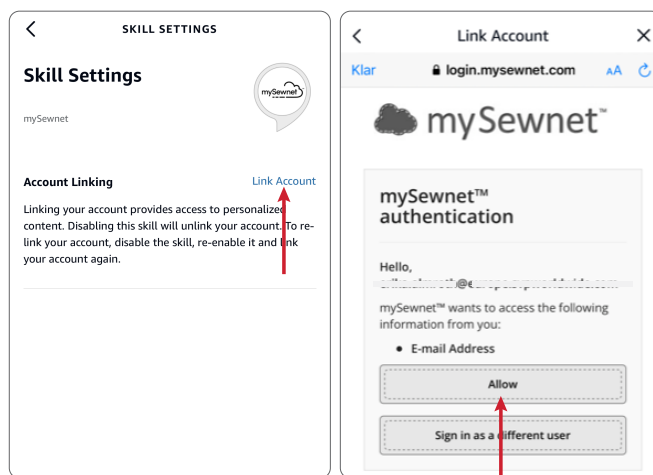 SKILL SETTINGS
Skill Settings
mySewnet
mySewnet
Account Linking
Link Account
Linking your account provides access to personalized
content. Disabling this skill will unlink your account. To re-
link your account, disable the skill, re-enable it and link
your account again.
Link Account
Klar
login.mysewnet.com
AA
mySewnet™
mySewnet™
authentication
Hello,
mySewnet™ wants to access the following
information from you:
• E-mail Address
Allow
Sign in as a different user